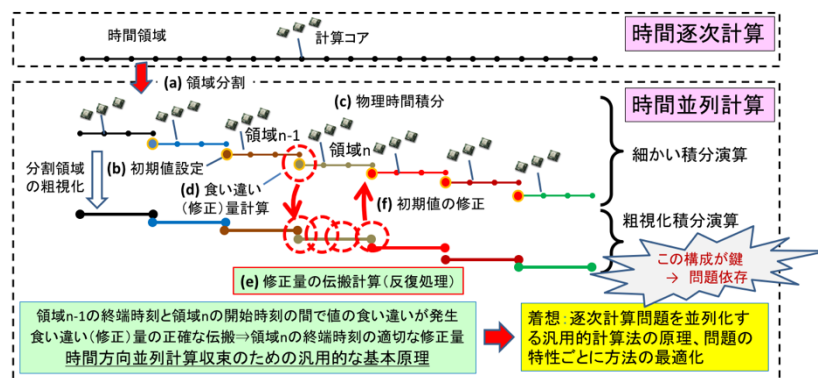 時間領域
計算コア
時間逐次計算
(a) 領域分割
(c) 物理時間積分
時間並列計算
領域n-1
領域n
分割領域
の粗視化
(b) 初期値設定
(d) 食い違い
(修正)量計算
(f) 初期値の修正
細かい積分演算
粗視化積分演算
この構成が鍵
→ 問題依存
(e) 修正量の伝搬計算(反復処理)
領域n-1の終端時刻と領域nの開始時刻の間で値の食い違いが発生
食い違い(修正)量の正確な伝搬⇒領域nの終端時刻の適切な修正量
時間方向並列計算収束のための汎用的な基本原理
着想:逐次計算問題を並列化す
る汎用的計算法の原理、問題の
特性ごとに方法の最適化